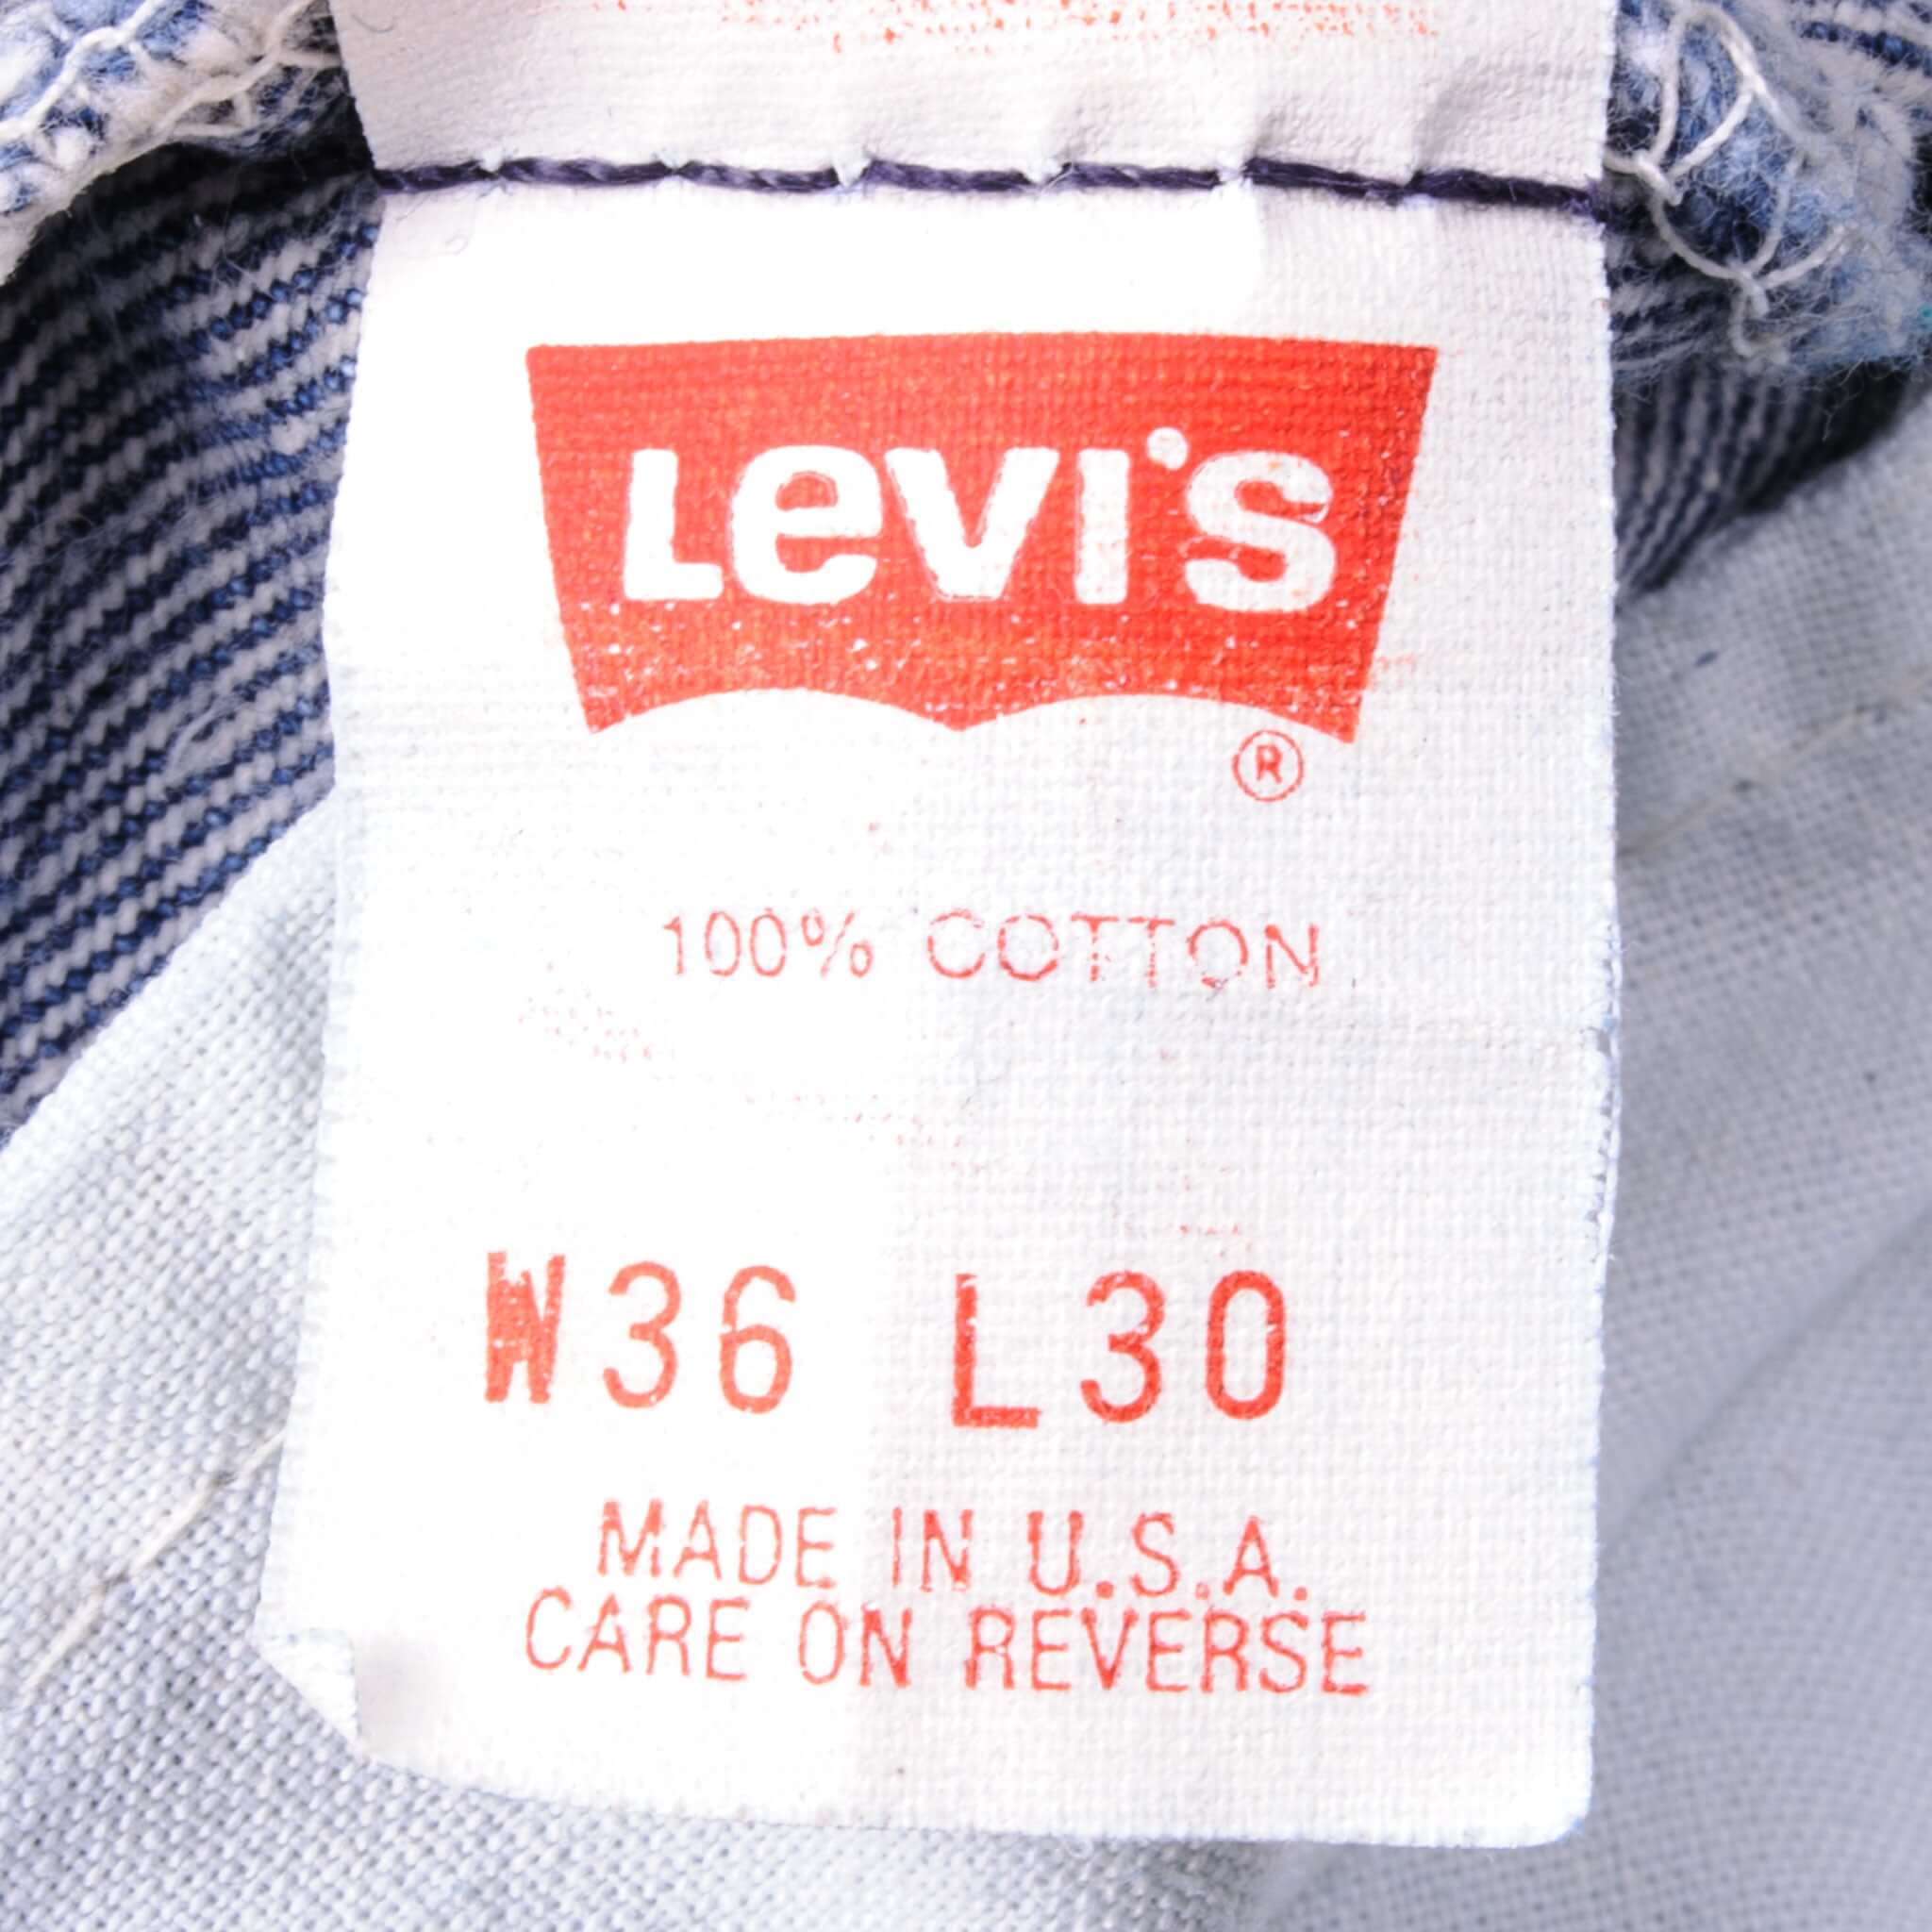 LEVI'S
®
100% COTTON
W36 L30
MADE IN U.S.A.
CARE ON REVERSE